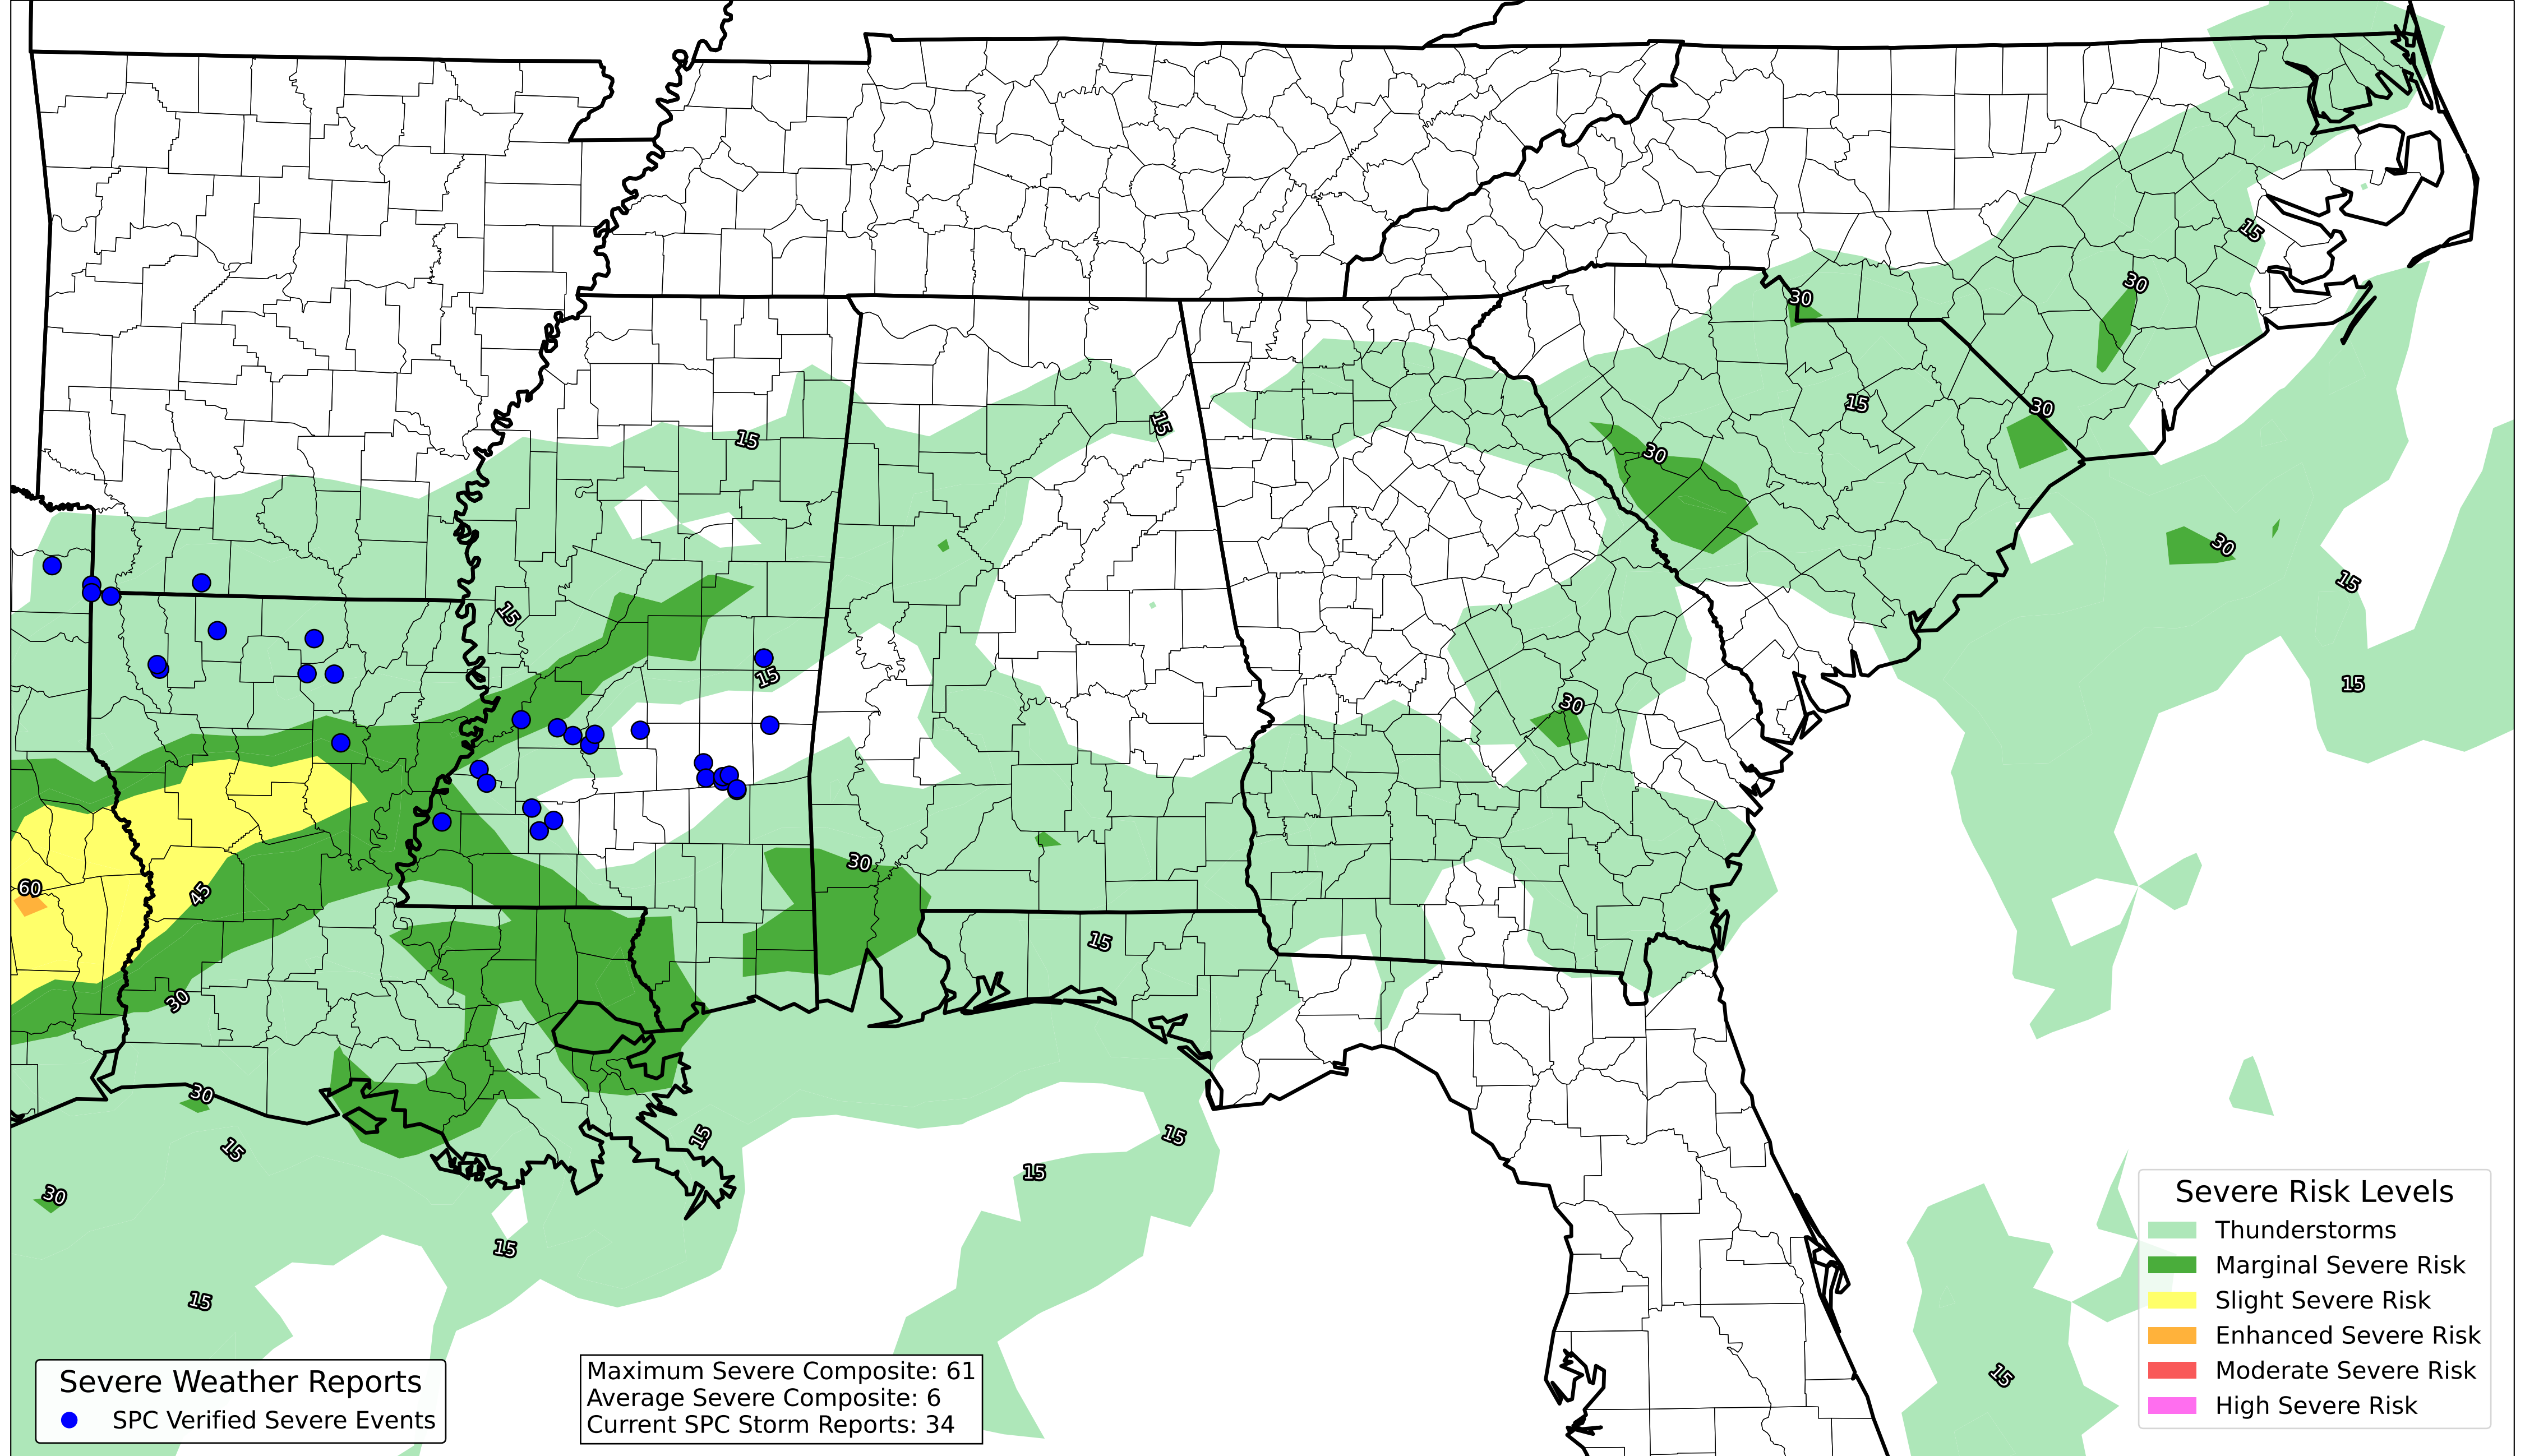 15
30
30
15
30
15
15
30
30
15
15
15
15
30
30
60
45
15
30
30
15
15
15
15
30
15
15
15
Severe Risk Levels
Thunderstorms
Marginal Severe Risk
Slight Severe Risk
Enhanced Severe Risk
Moderate Severe Risk
High Severe Risk
Severe Weather Reports
SPC Verified Severe Events
Maximum Severe Composite: 61
Average Severe Composite: 6
Current SPC Storm Reports: 34